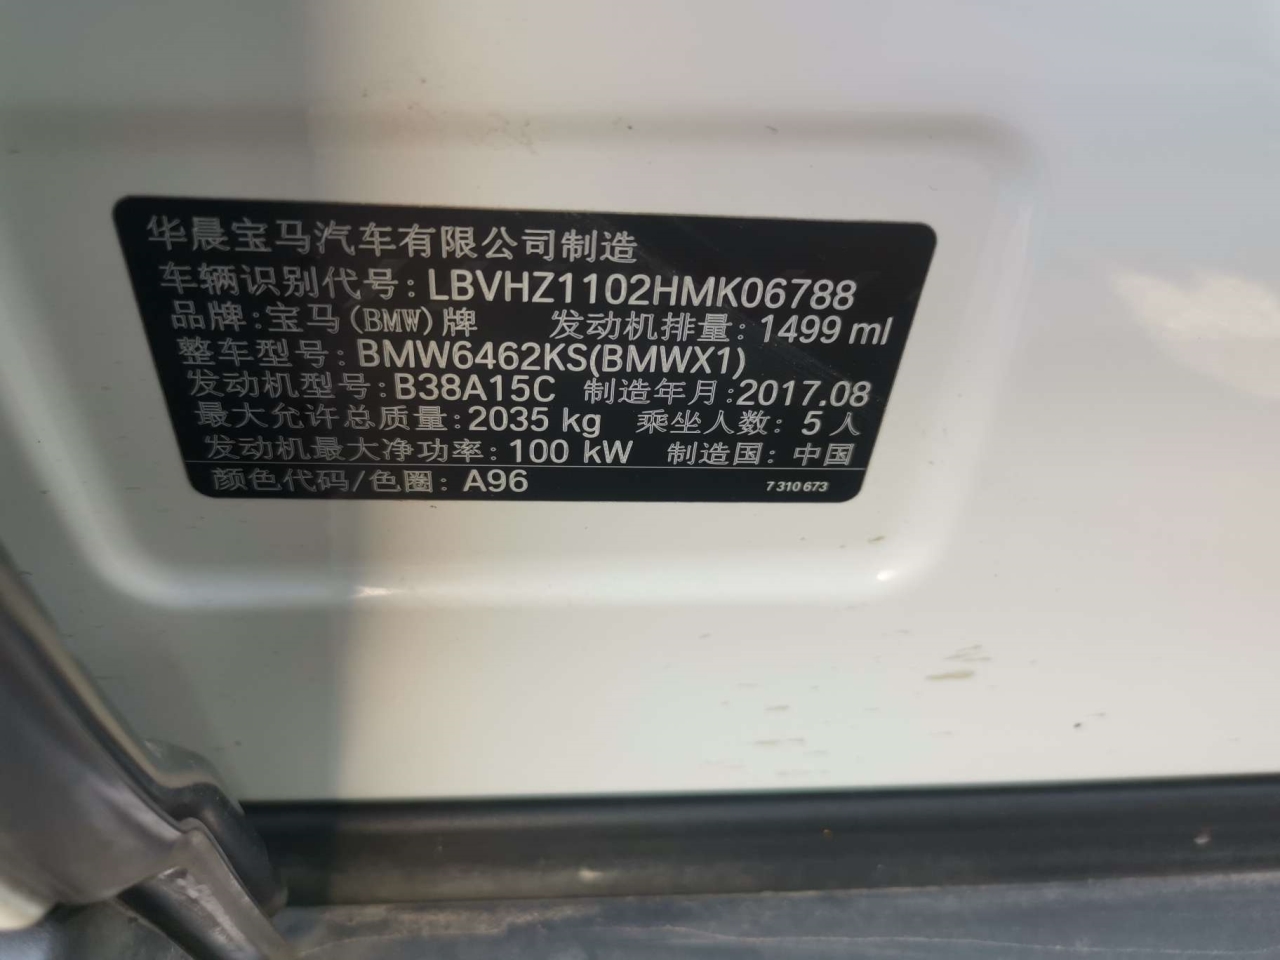 华晨宝马汽车有限公司制造
车辆识别代号: LBVHZ1102HMK06788
品牌: 宝马(BMW)牌 发动机排量: 1499 ml
整车型号: BMW6462KS(BMWX1)
发动机型号: B38A15C 制造年月: 2017.08
最大允许总质量: 2035 kg 乘坐人数: 5 人
发动机最大净功率: 100 kW 制造国: 中国
颜色代码/色圈: A96 7 310 673